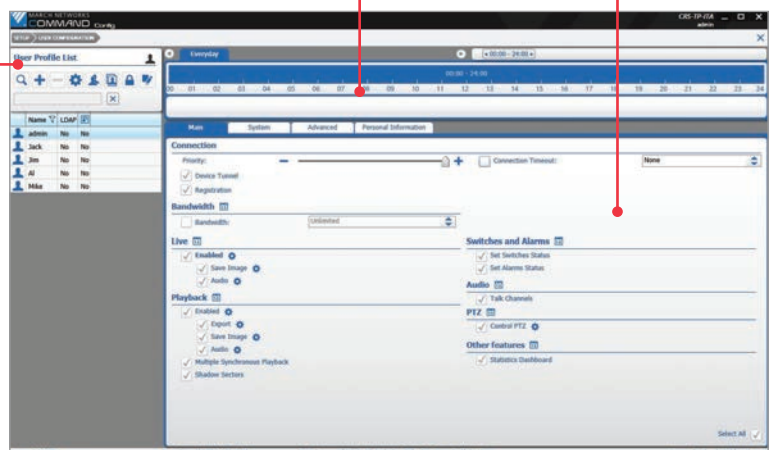 MARCH NETWORKS
COMMAND Config
CRS-TP-ITA
admin
SETUP USER CONFIGURATION
User Profile List
Everyday
00:00 - 24:00
00:00 - 24:00
00 01 02 03 04 05 06 07 08 09 10 11 12 13 14 15 16 17 18 19 20 21 22 23 24
Name LDAP
admin No No
Jack No No
Jim No No
Al No No
Mike No No
Main System Advanced Personal Information
Connection
Priority:
Connection Timeout: None
Device Tunnel
Registration
Bandwidth
Bandwidth: Unlimited
Live
Enabled
Save Image
Audio
Playback
Enabled
Export
Save Image
Audio
Multiple Synchronous Playback
Shadow Sectors
Switches and Alarms
Set Switches Status
Set Alarms Status
Audio
Talk Channels
PTZ
Control PTZ
Other features
Statistics Dashboard
Select All